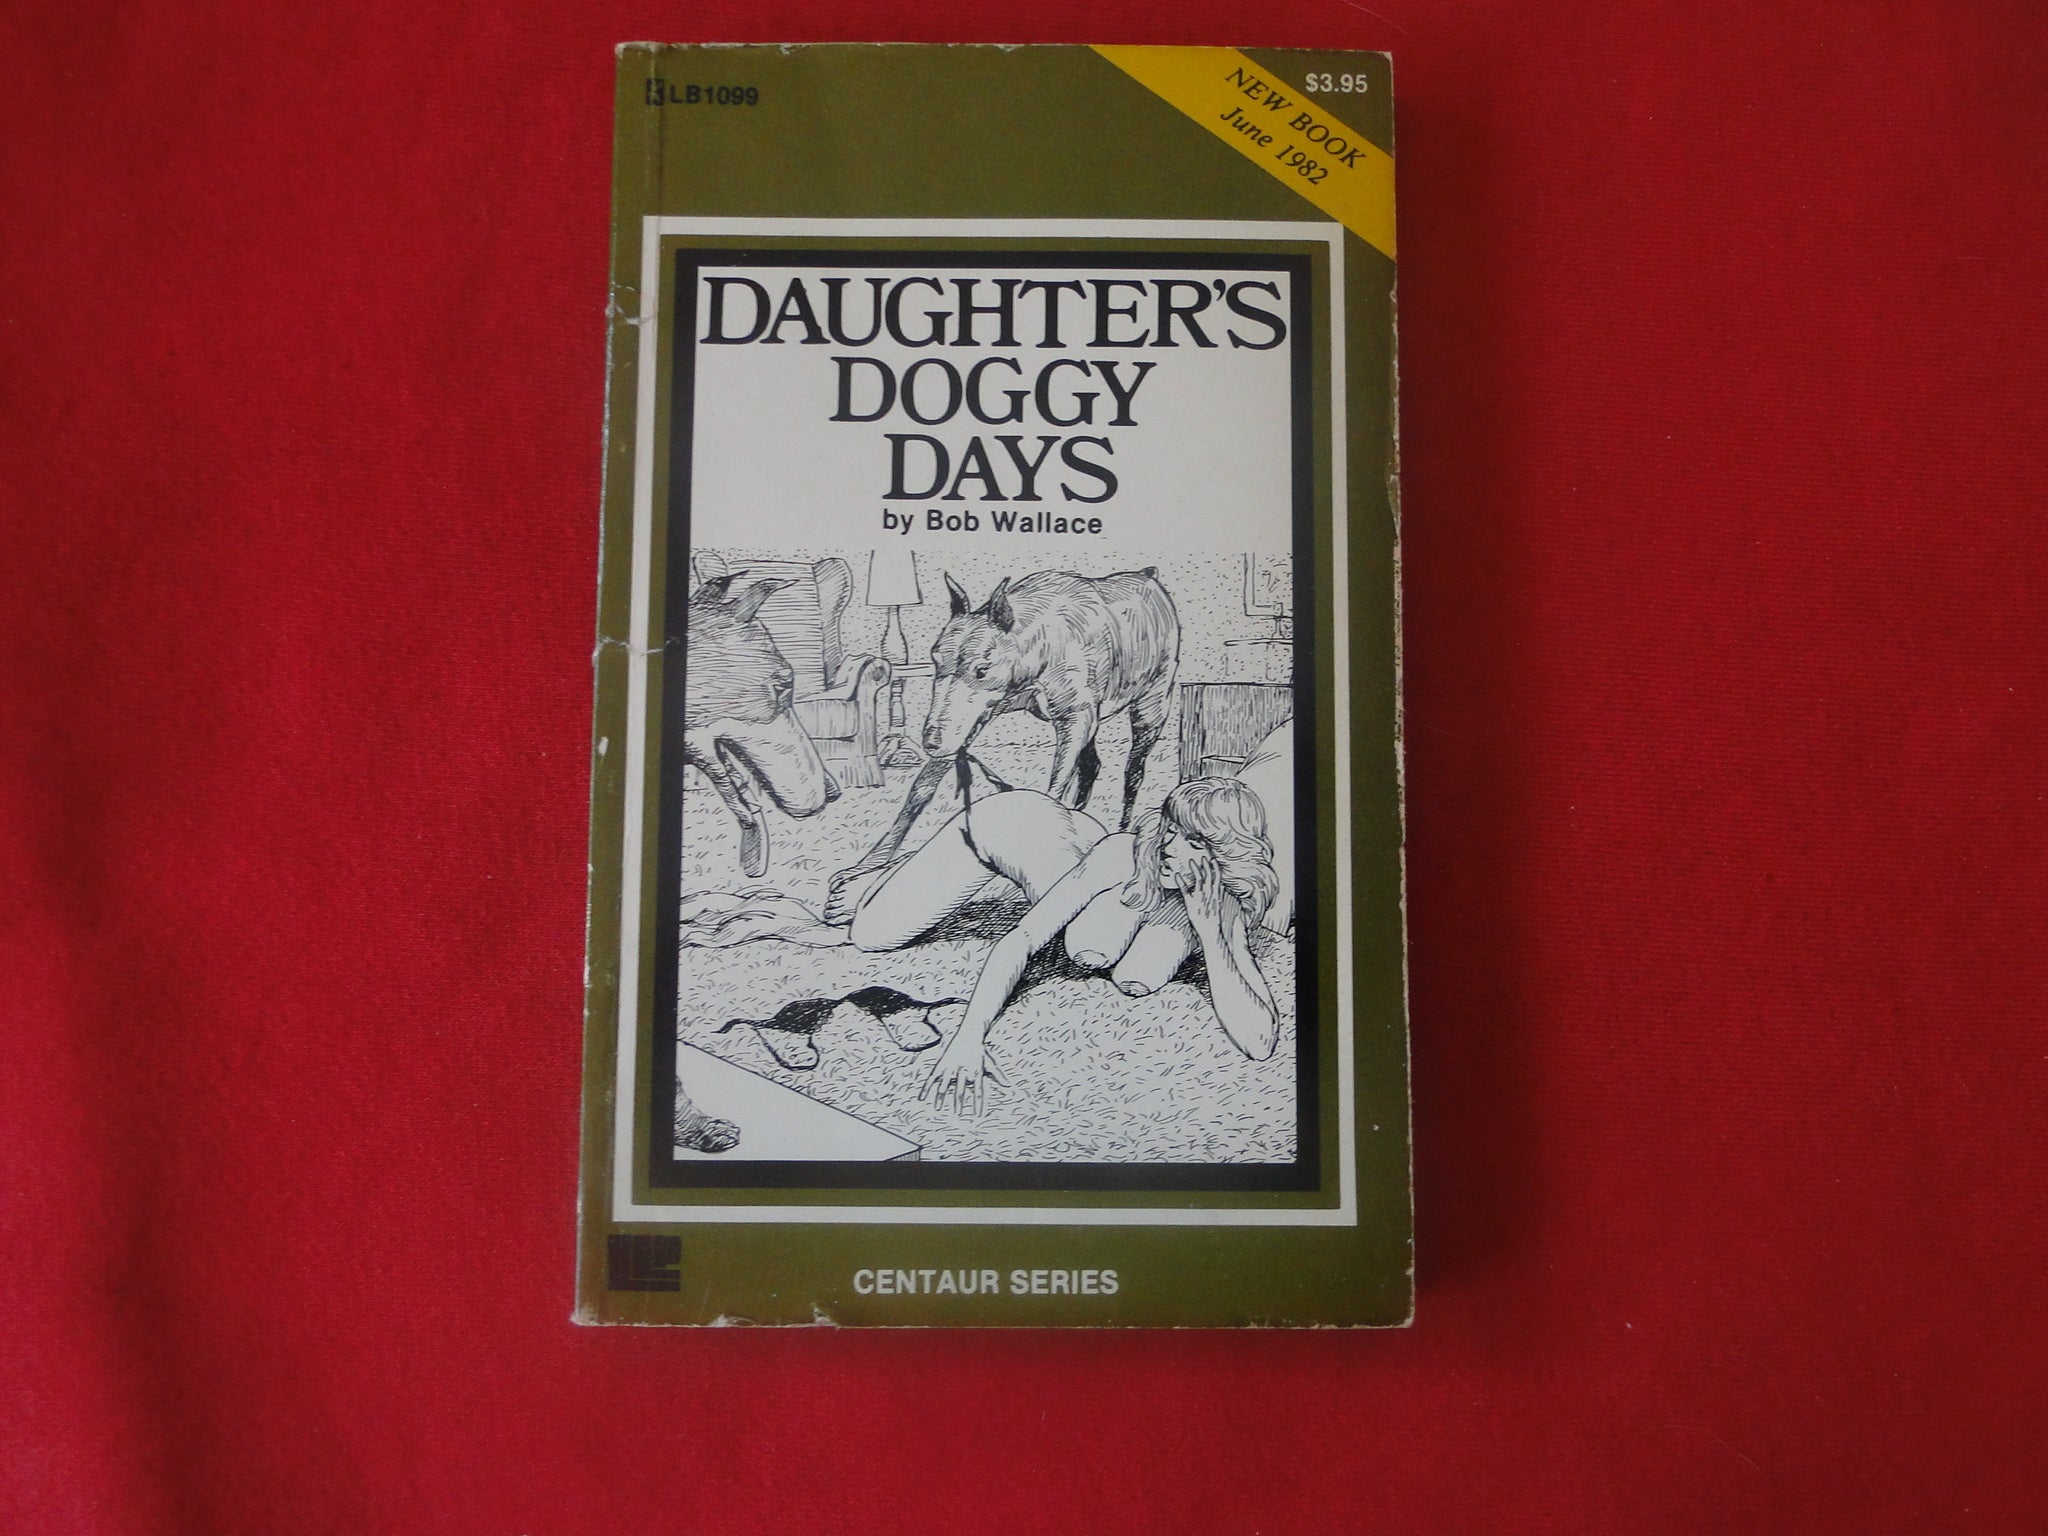 LB1099
$3.95
NEW BOOK
June 1982
DAUGHTER'S
DOGGY
DAYS
by Bob Wallace
CENTAUR SERIES